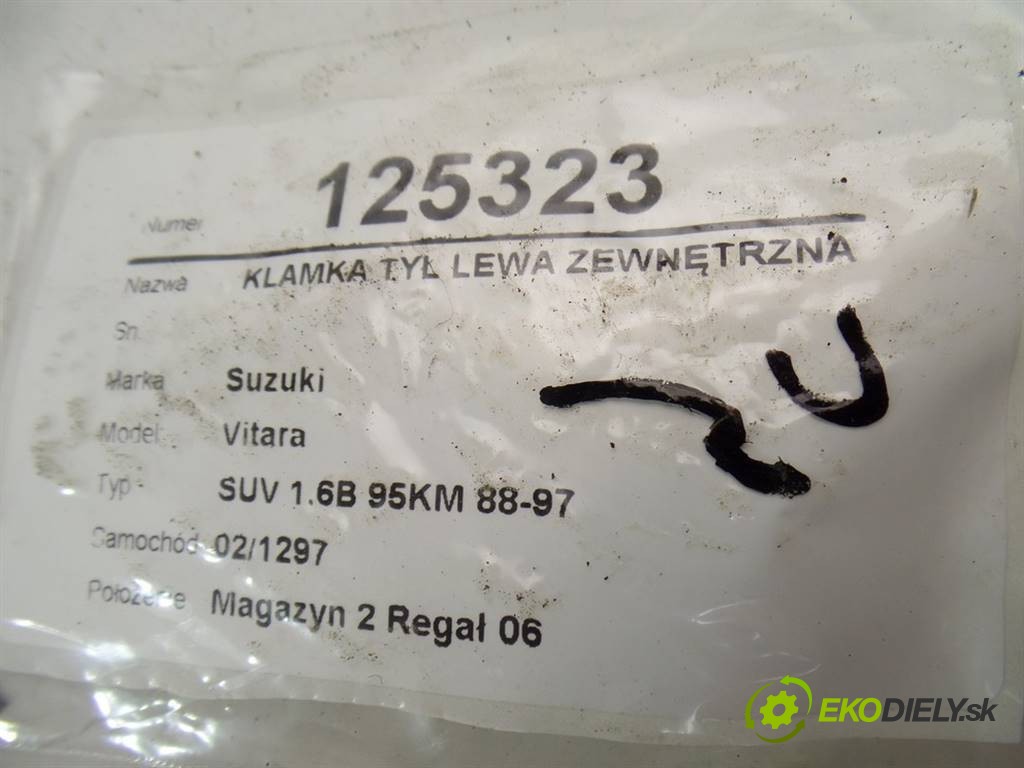 Numer 125323
Nazwa KLAMKA TYŁ LEWA ZEWNĘTRZNA
Sn.
Marka Suzuki
Model Vitara
Typ SUV 1.6B 95KM 88-97
Samochód 02/1297
Położenie Magazyn 2 Regał 06
EKODIELY.sk